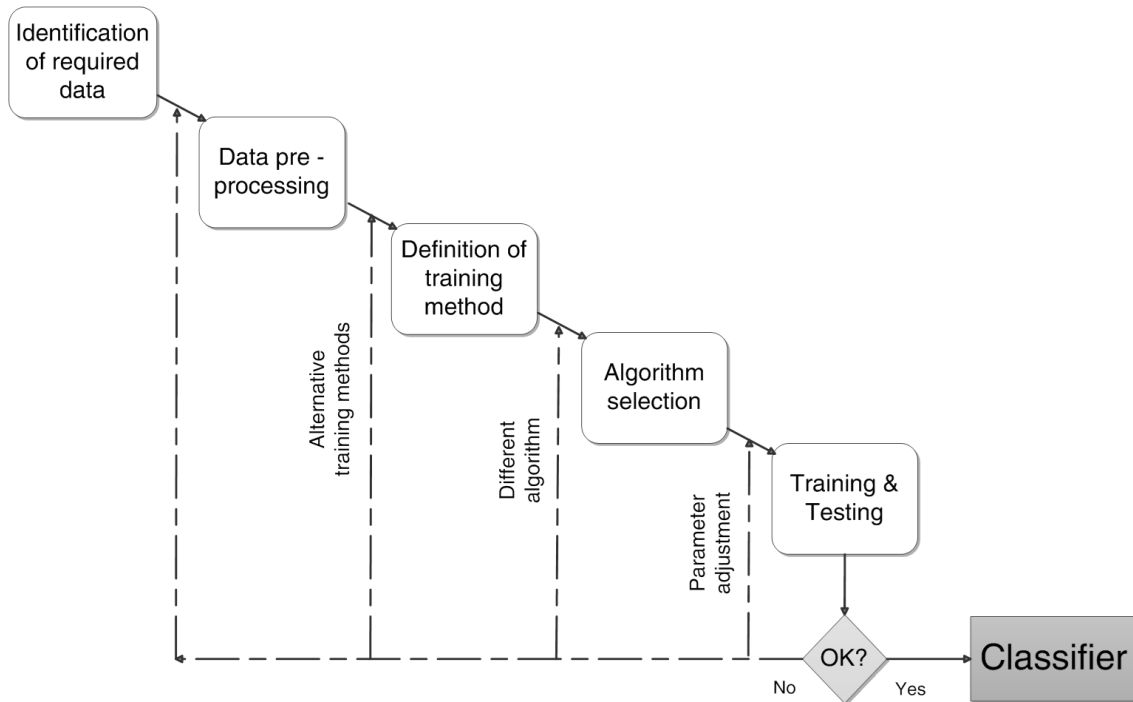 Identification
of required
data
Data pre -
processing
Definition of
training
method
Algorithm
selection
Training &
Testing
Alternative
training methods
Different
algorithm
Parameter
adjustment
OK?
No
Yes
Classifier